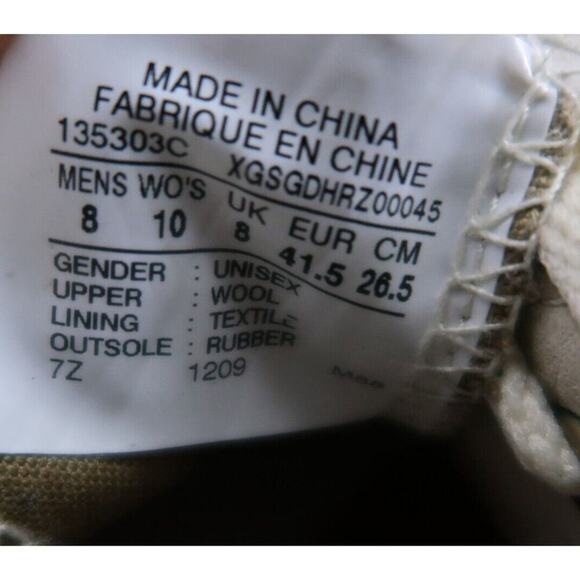 MADE IN CHINA
FABRIQUE EN CHINE
135303C XGSGDHRZ00045
MENS WO'S UK EUR CM
8 10 8 41.5 26.5
GENDER : UNISEX
UPPER : WOOL
LINING : TEXTILE
OUTSOLE : RUBBER
7Z 1209